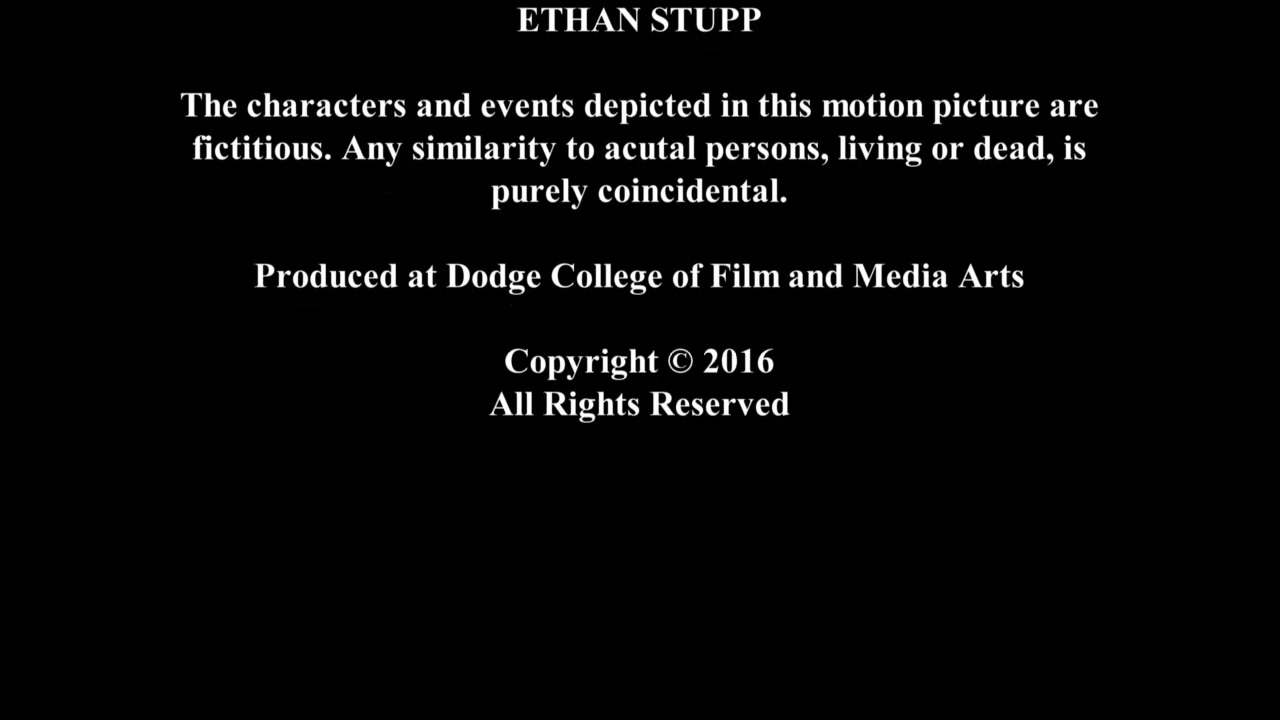 ETHAN STUPP
The characters and events depicted in this motion picture are
fictitious. Any similarity to acutal persons, living or dead, is
purely coincidental.
Produced at Dodge College of Film and Media Arts
Copyright © 2016
All Rights Reserved